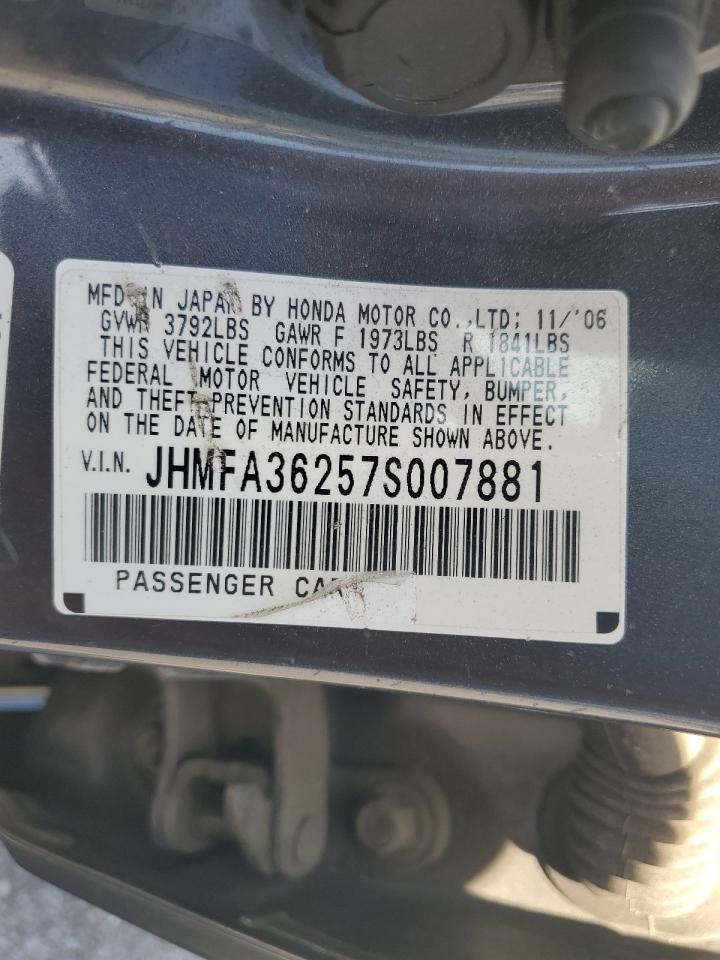 MFD IN JAPAN BY HONDA MOTOR CO.,LTD; 11/'06
GVWR 3792LBS GAWR F 1973LBS R 1841LBS
THIS VEHICLE CONFORMS TO ALL APPLICABLE
FEDERAL MOTOR VEHICLE SAFETY, BUMPER,
AND THEFT PREVENTION STANDARDS IN EFFECT
ON THE DATE OF MANUFACTURE SHOWN ABOVE.
V.I.N. JHMFA36257S007881
PASSENGER CAR